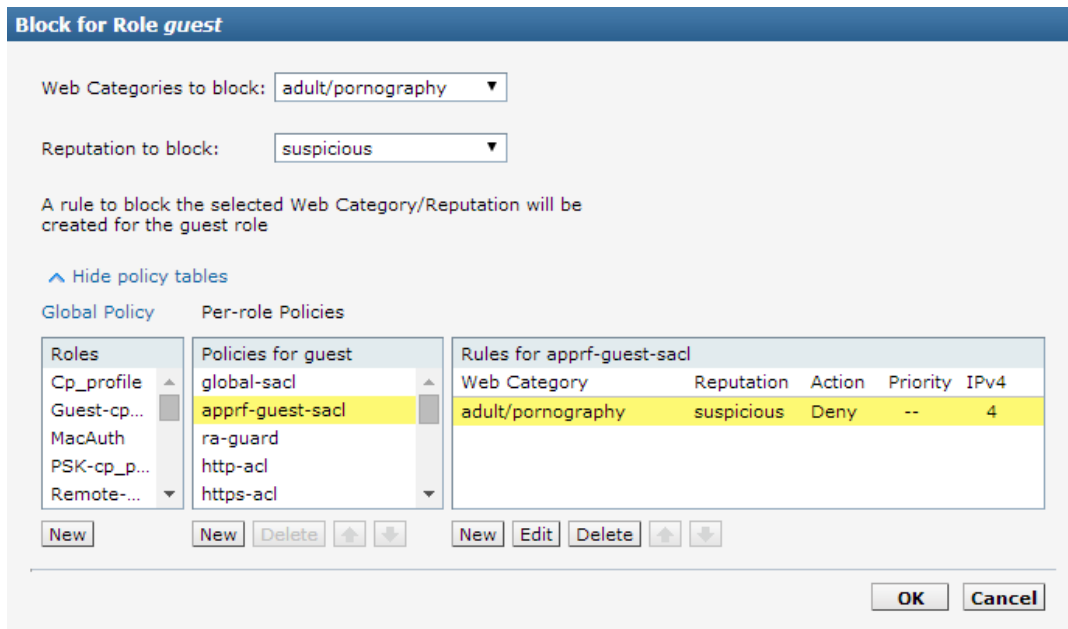 Block for Role guest
Web Categories to block: adult/pornography
Reputation to block: suspicious
A rule to block the selected Web Category/Reputation will be
created for the guest role
Hide policy tables
Global Policy Per-role Policies
Roles Policies for guest Rules for apprf-guest-sacl
Cp_profile global-sacl Web Category Reputation Action Priority IPv4
Guest-cp... apprf-guest-sacl adult/pornography suspicious Deny -- 4
MacAuth ra-guard
PSK-cp_p... http-acl
Remote-... https-acl
New New Delete New Edit Delete
OK Cancel